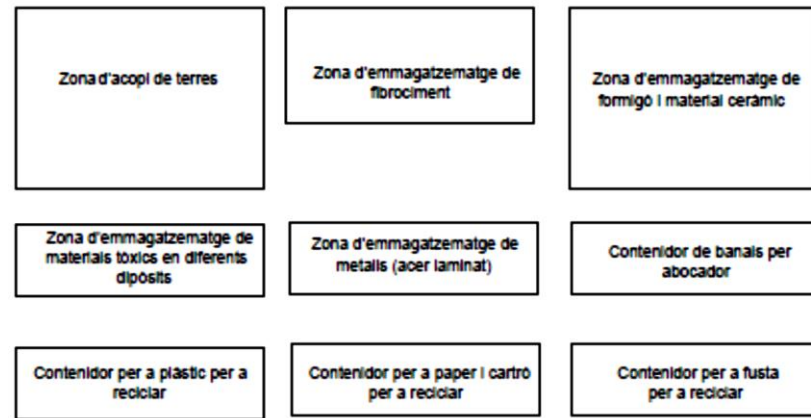 Zona d'acopi de terres
Zona d'emmagatzematge de
fibrociment
Zona d'emmagatzematge de
formigó i material ceràmic
Zona d'emmagatzematge de
materials tòxics en diferents
dipòsits
Zona d'emmagatzematge de
metalls (acer laminat)
Contenidor de banals per
abocador
Contenidor per a plàstic per a
reciclar
Contenidor per a paper i cartró
per a reciclar
Contenidor per a fusta
per a reciclar